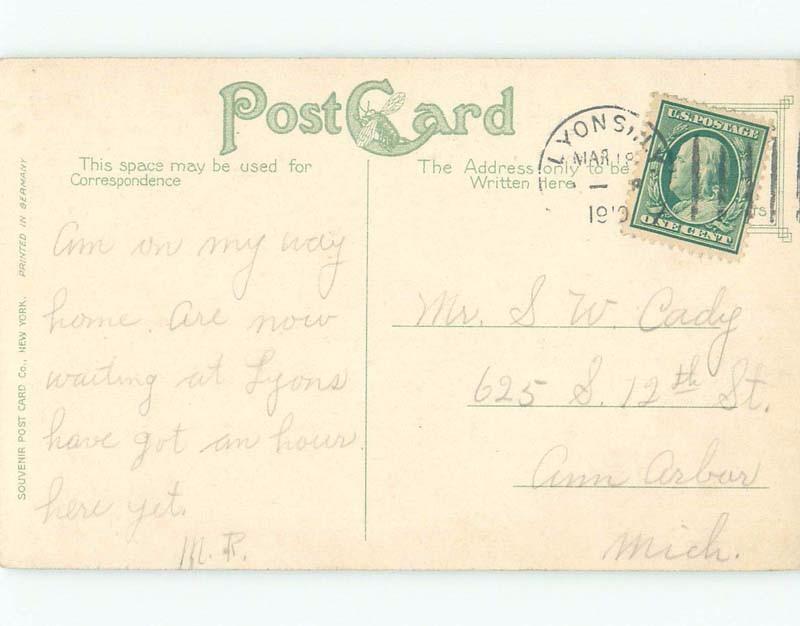 Post Card
This space may be used for
Correspondence
The Address only to be
Written Here
LYONS,
MAR 18
1910
U.S. POSTAGE
ONE CENT
PRINTED IN GERMANY
SOUVENIR POST CARD CO., NEW YORK.
Am on my way
home. Are now
waiting at Lyons
have got an hour
here yet.
M. R.
Mr. S W. Cady
625 S. 12th St.
Ann Arbor
Mich.